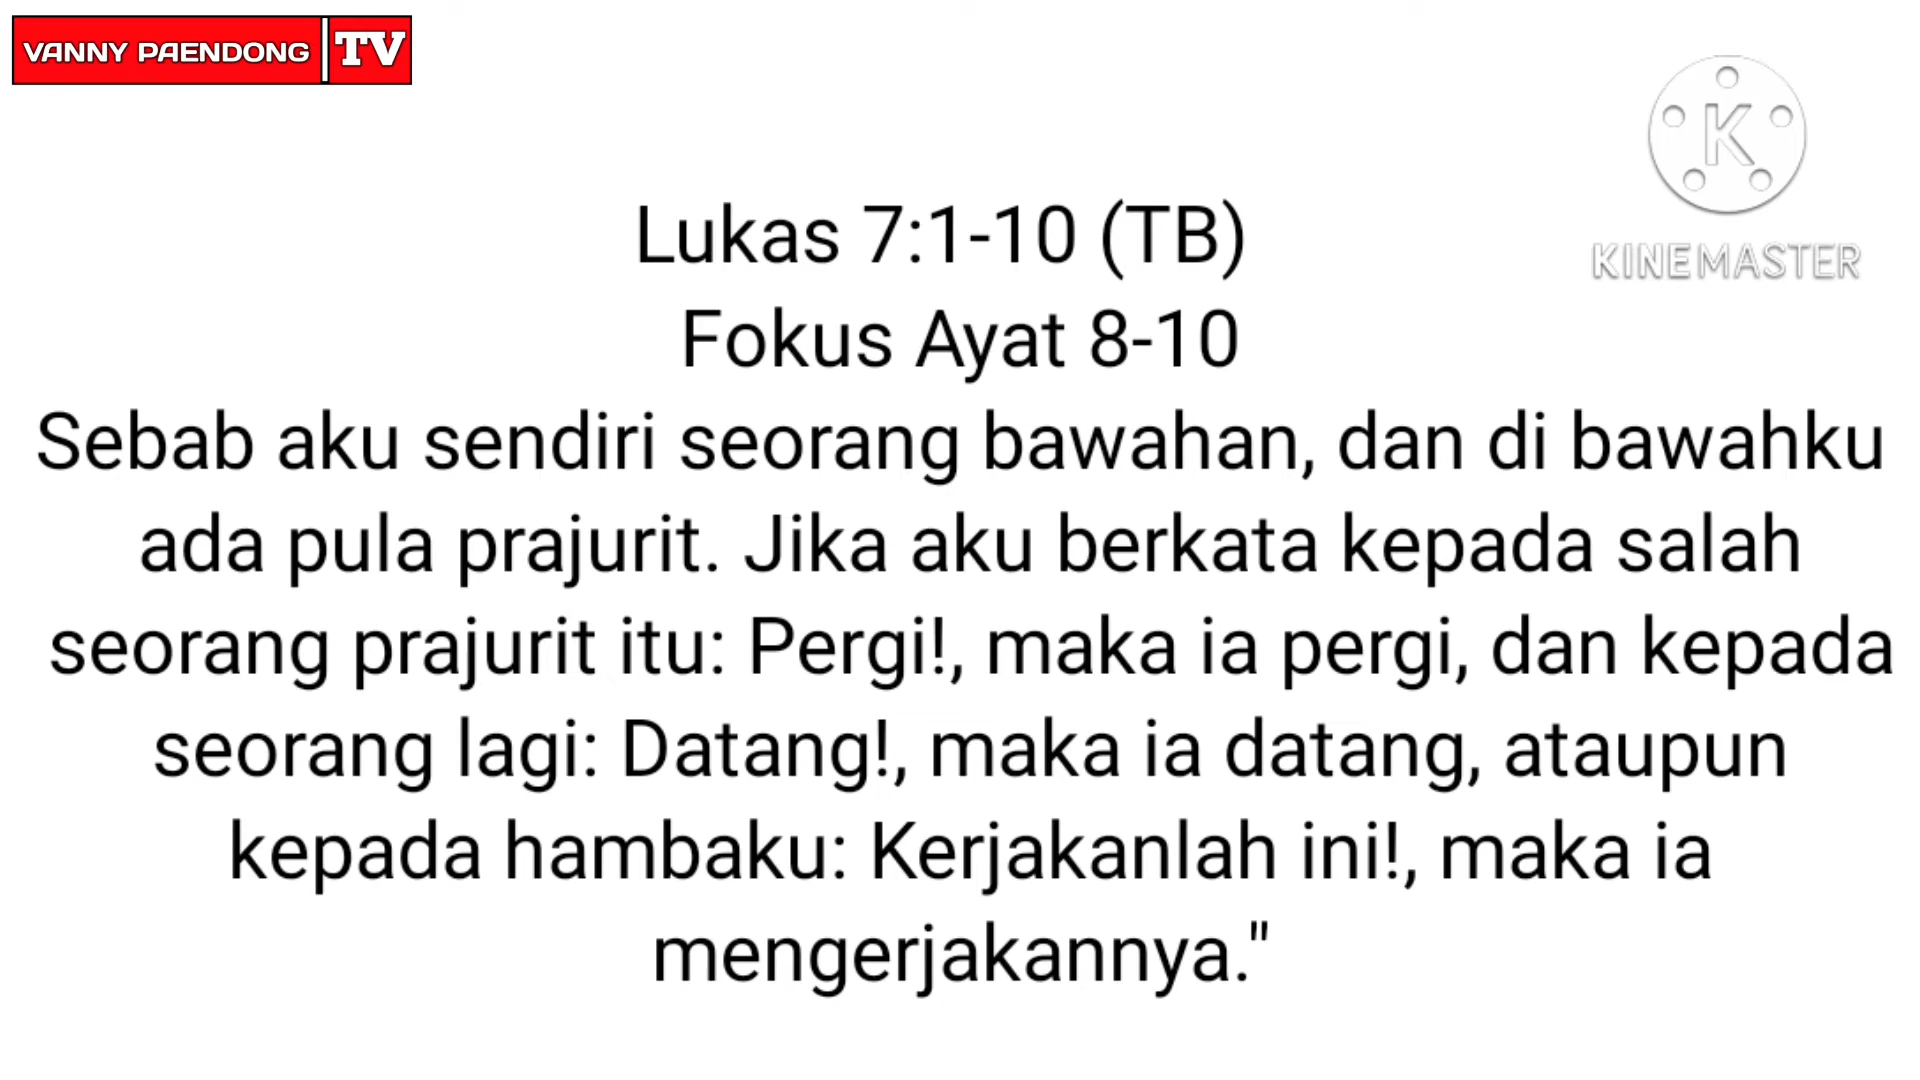 VANNY PAENDONG TV
K
KINEMASTER
Lukas 7:1-10 (TB)
Fokus Ayat 8-10
Sebab aku sendiri seorang bawahan, dan di bawahku
ada pula prajurit. Jika aku berkata kepada salah
seorang prajurit itu: Pergi!, maka ia pergi, dan kepada
seorang lagi: Datang!, maka ia datang, ataupun
kepada hambaku: Kerjakanlah ini!, maka ia
mengerjakannya."